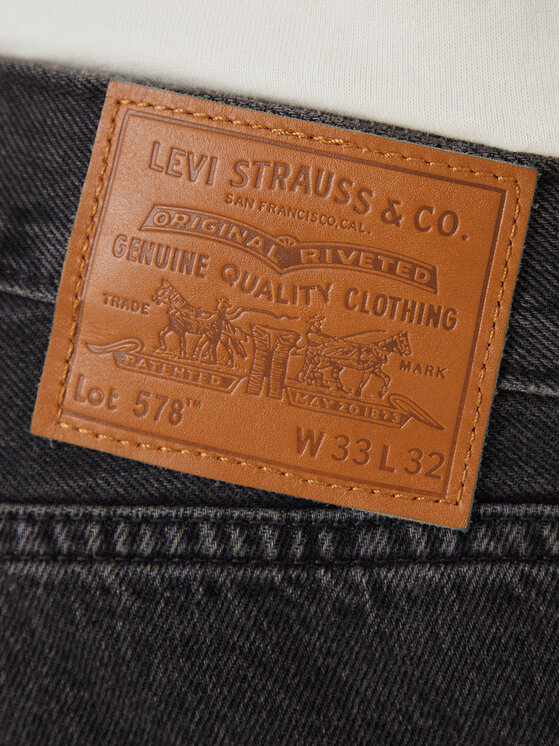 LEVI STRAUSS & CO.
SAN FRANCISCO, CAL.
ORIGINAL RIVETED
GENUINE QUALITY CLOTHING
TRADE MARK
PATENTED MAY 20 1873
Lot 578™
W 33 L 32